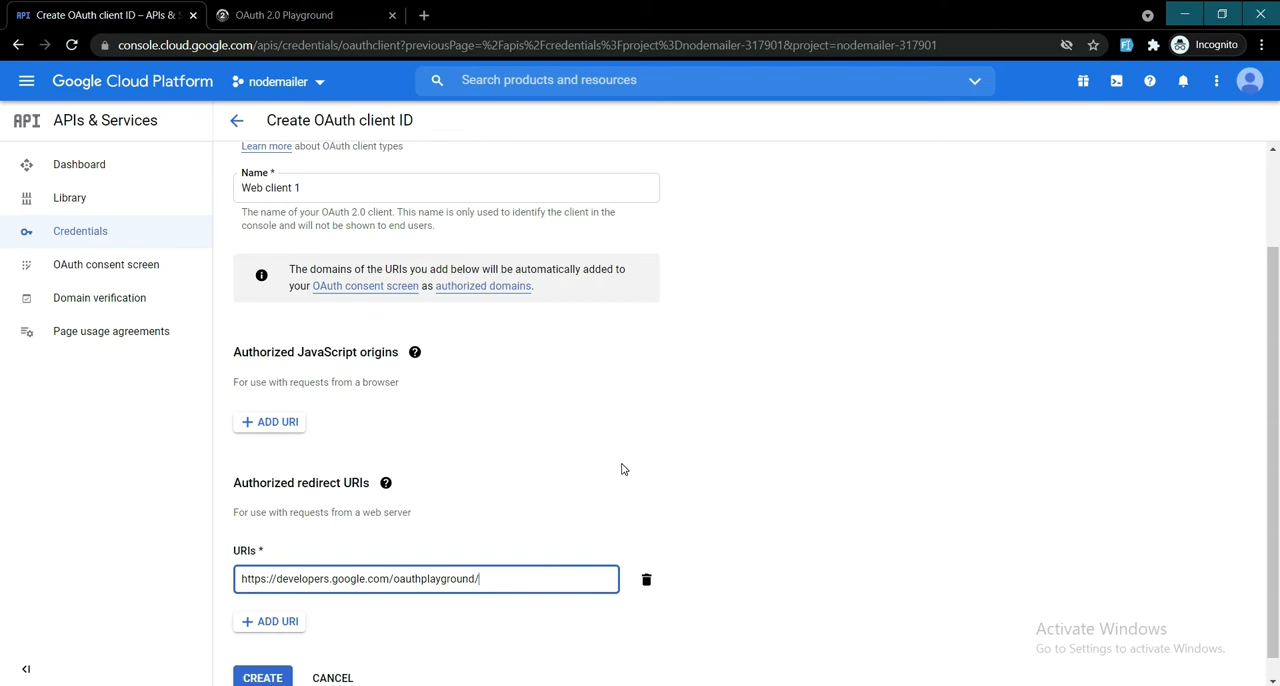 API Create OAuth client ID – APIs &
OAuth 2.0 Playground
console.cloud.google.com/apis/credentials/oauthclient?previousPage=%2Fapis%2Fcredentials%3Fproject%3Dnodemailer-317901&project=nodemailer-317901
Incognito
Google Cloud Platform
nodemailer
Search products and resources
API APIs & Services
Create OAuth client ID
Learn more about OAuth client types
Dashboard
Library
Credentials
OAuth consent screen
Domain verification
Page usage agreements
Name *
Web client 1
The name of your OAuth 2.0 client. This name is only used to identify the client in the
console and will not be shown to end users.
The domains of the URIs you add below will be automatically added to
your OAuth consent screen as authorized domains.
Authorized JavaScript origins
For use with requests from a browser
+ ADD URI
Authorized redirect URIs
For use with requests from a web server
URIs *
https://developers.google.com/oauthplayground/
+ ADD URI
CREATE CANCEL
Activate Windows
Go to Settings to activate Windows.